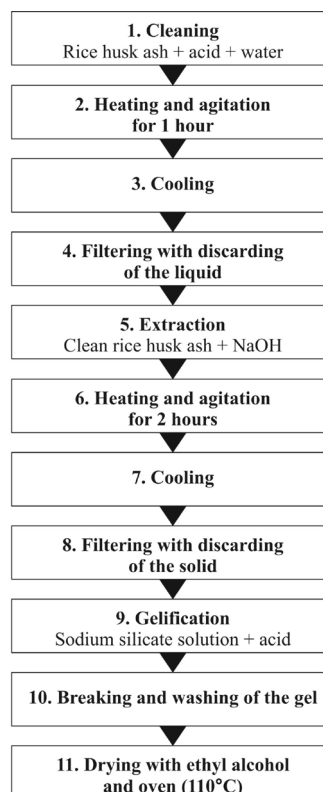 1. Cleaning
Rice husk ash + acid + water
2. Heating and agitation
for 1 hour
3. Cooling
4. Filtering with discarding
of the liquid
5. Extraction
Clean rice husk ash + NaOH
6. Heating and agitation
for 2 hours
7. Cooling
8. Filtering with discarding
of the solid
9. Gelification
Sodium silicate solution + acid
10. Breaking and washing of the gel
11. Drying with ethyl alcohol
and oven (110°C)